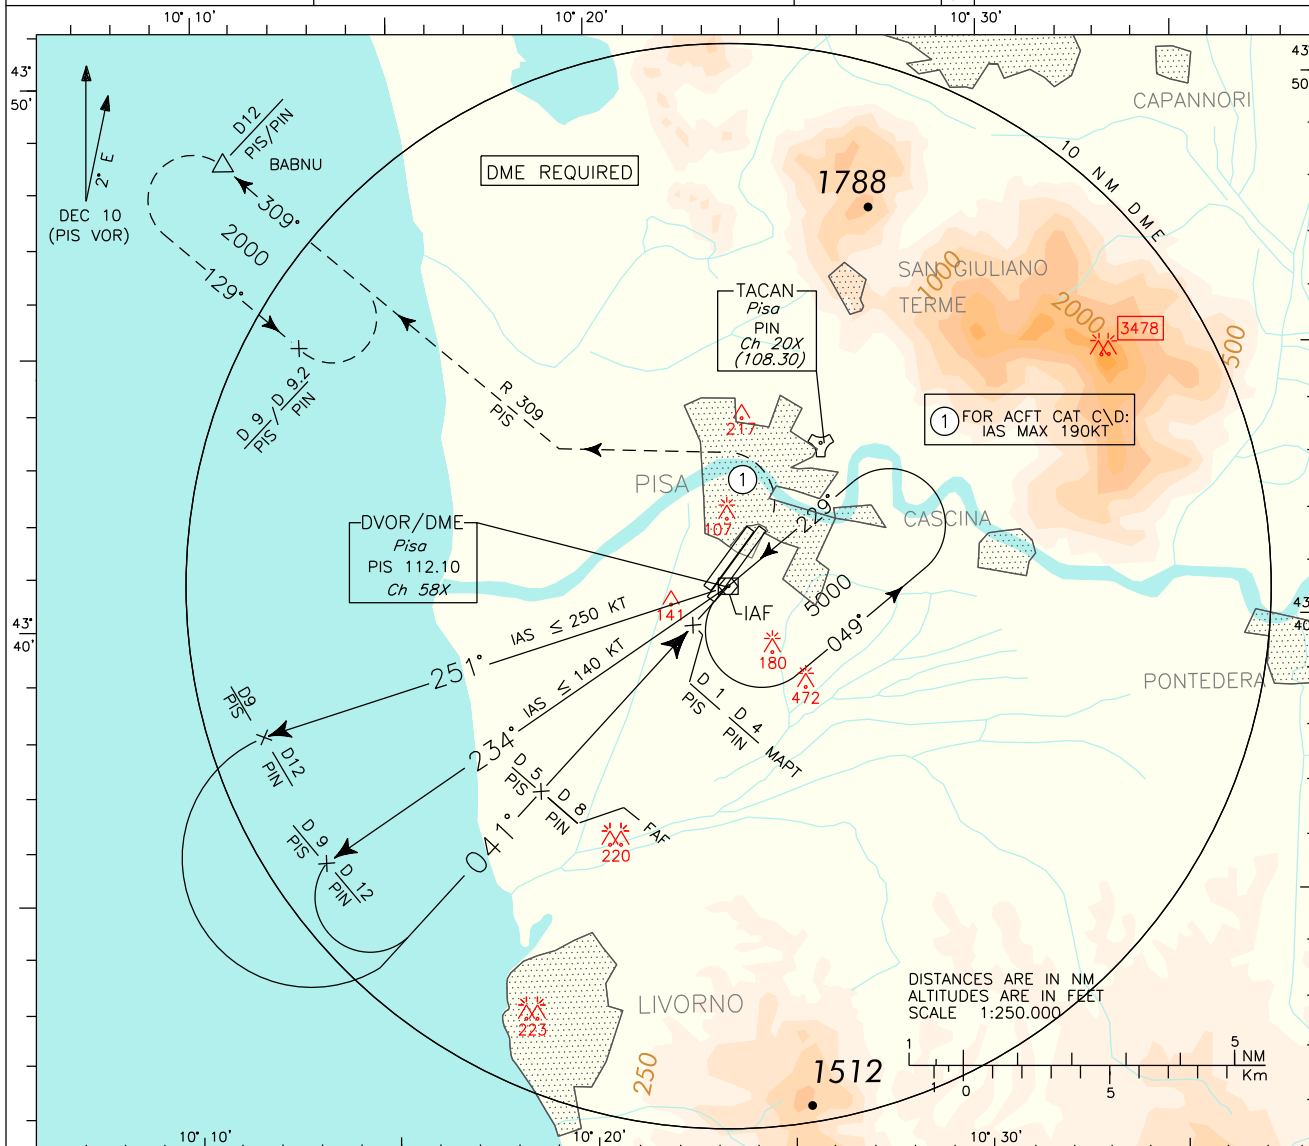 10° 10'
10° 20'
10° 30'
43°
50'
43°
50'
2° E
DEC 10
(PIS VOR)
D12
PIS/PIN
BABNU
309°
2000
129°
D 9
PIS
/
D 9.2
PIN
DME REQUIRED
10 NM DME
CAPANNORI
1788
SAN GIULIANO
TERME
1000
2000
3478
500
TACAN
Pisa
PIN
Ch 20X
(108.30)
1 FOR ACFT CAT C\D:
IAS MAX 190KT
R 309
PIS
217
PISA
1
107
229°
CASCINA
DVOR/DME
Pisa
PIS 112.10
Ch 58X
5000
IAF
141
049°
180
472
43°
40'
43°
40'
IAS ≤ 250 KT
251°
IAS ≤ 140 KT
234°
D 1
PIS
D 4
PIN
MAPT
PONTEDERA
D9
PIS
D12
PIN
D 5
PIS
D 8
PIN
FAF
041°
220
D 9
PIS
D 12
PIN
LIVORNO
223
250
1512
DISTANCES ARE IN NM
ALTITUDES ARE IN FEET
SCALE 1:250.000
1
5
NM
Km
1
0
5
10° 10'
10° 20'
10° 30'